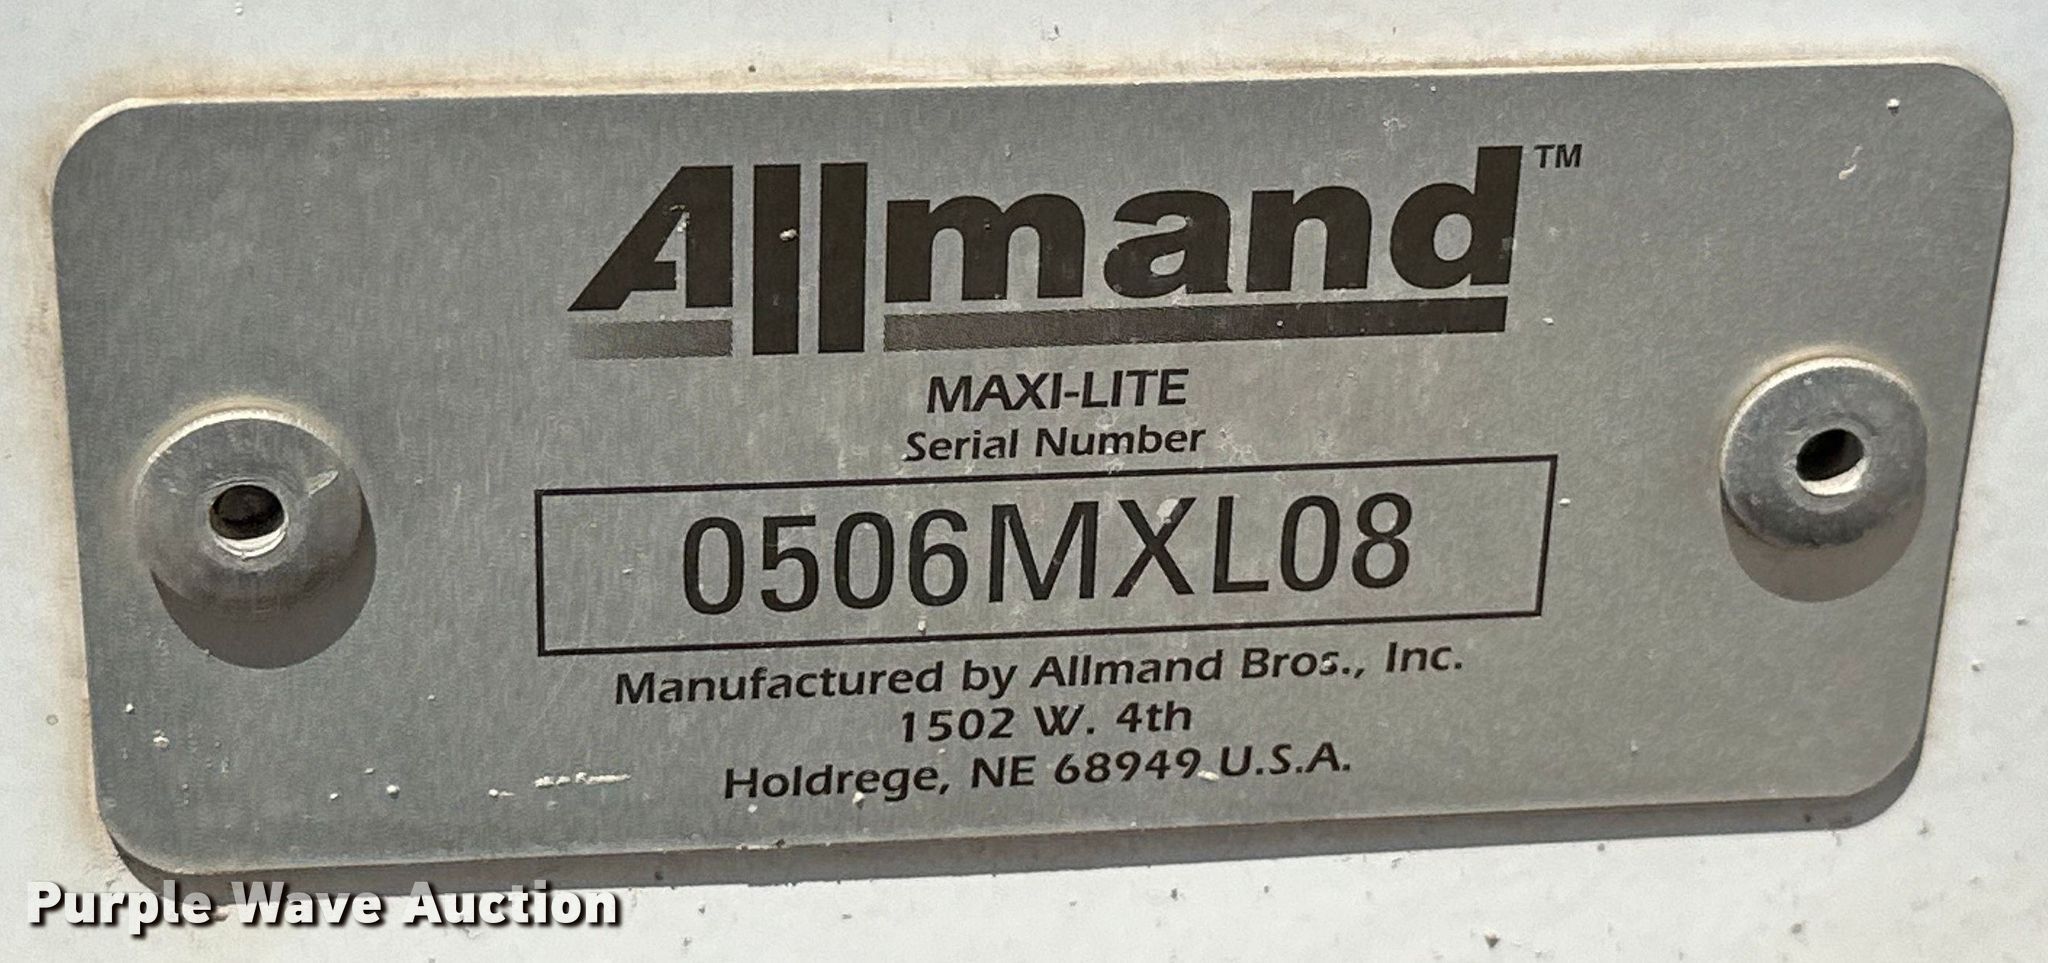 Allmand™
MAXI-LITE
Serial Number
0506MXL08
Manufactured by Allmand Bros., Inc.
1502 W. 4th
Holdrege, NE 68949 U.S.A.
Purple Wave Auction